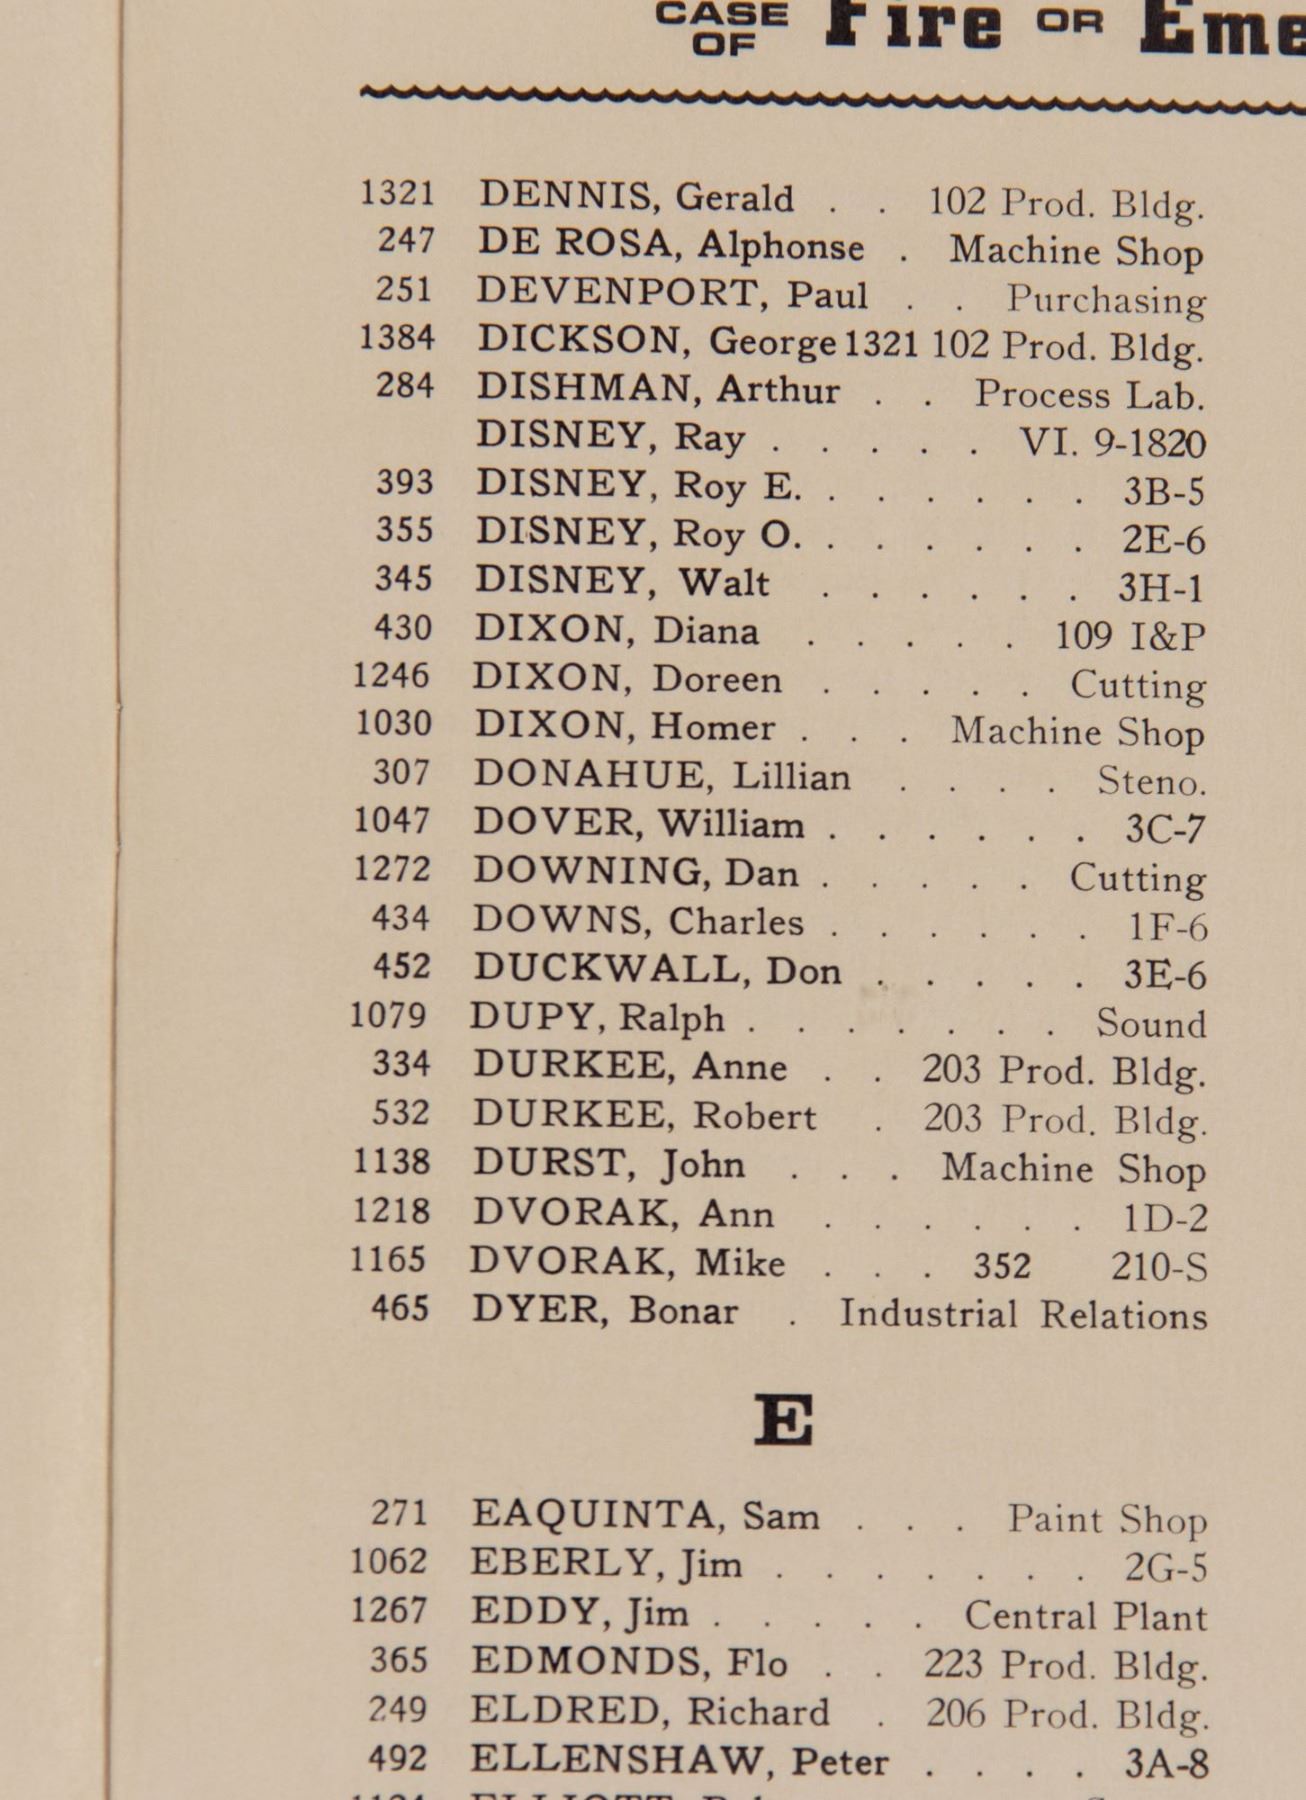 CASE OF Fire OR Eme
1321 DENNIS, Gerald . . 102 Prod. Bldg.
247 DE ROSA, Alphonse . Machine Shop
251 DEVENPORT, Paul . . Purchasing
1384 DICKSON, George 1321 102 Prod. Bldg.
284 DISHMAN, Arthur . . Process Lab.
DISNEY, Ray . . . . . VI. 9-1820
393 DISNEY, Roy E. . . . . . . 3B-5
355 DISNEY, Roy O. . . . . . . 2E-6
345 DISNEY, Walt . . . . . . 3H-1
430 DIXON, Diana . . . . . 109 I&P
1246 DIXON, Doreen . . . . . Cutting
1030 DIXON, Homer . . . Machine Shop
307 DONAHUE, Lillian . . . . Steno.
1047 DOVER, William . . . . . . 3C-7
1272 DOWNING, Dan . . . . . Cutting
434 DOWNS, Charles . . . . . . 1F-6
452 DUCKWALL, Don . . . . . 3E-6
1079 DUPY, Ralph . . . . . . . Sound
334 DURKEE, Anne . . 203 Prod. Bldg.
532 DURKEE, Robert . 203 Prod. Bldg.
1138 DURST, John . . . Machine Shop
1218 DVORAK, Ann . . . . . . 1D-2
1165 DVORAK, Mike . . . 352 210-S
465 DYER, Bonar . Industrial Relations
E
271 EAQUINTA, Sam . . . Paint Shop
1062 EBERLY, Jim . . . . . . . 2G-5
1267 EDDY, Jim . . . . . Central Plant
365 EDMONDS, Flo . . 223 Prod. Bldg.
249 ELDRED, Richard . 206 Prod. Bldg.
492 ELLENSHAW, Peter . . . . 3A-8